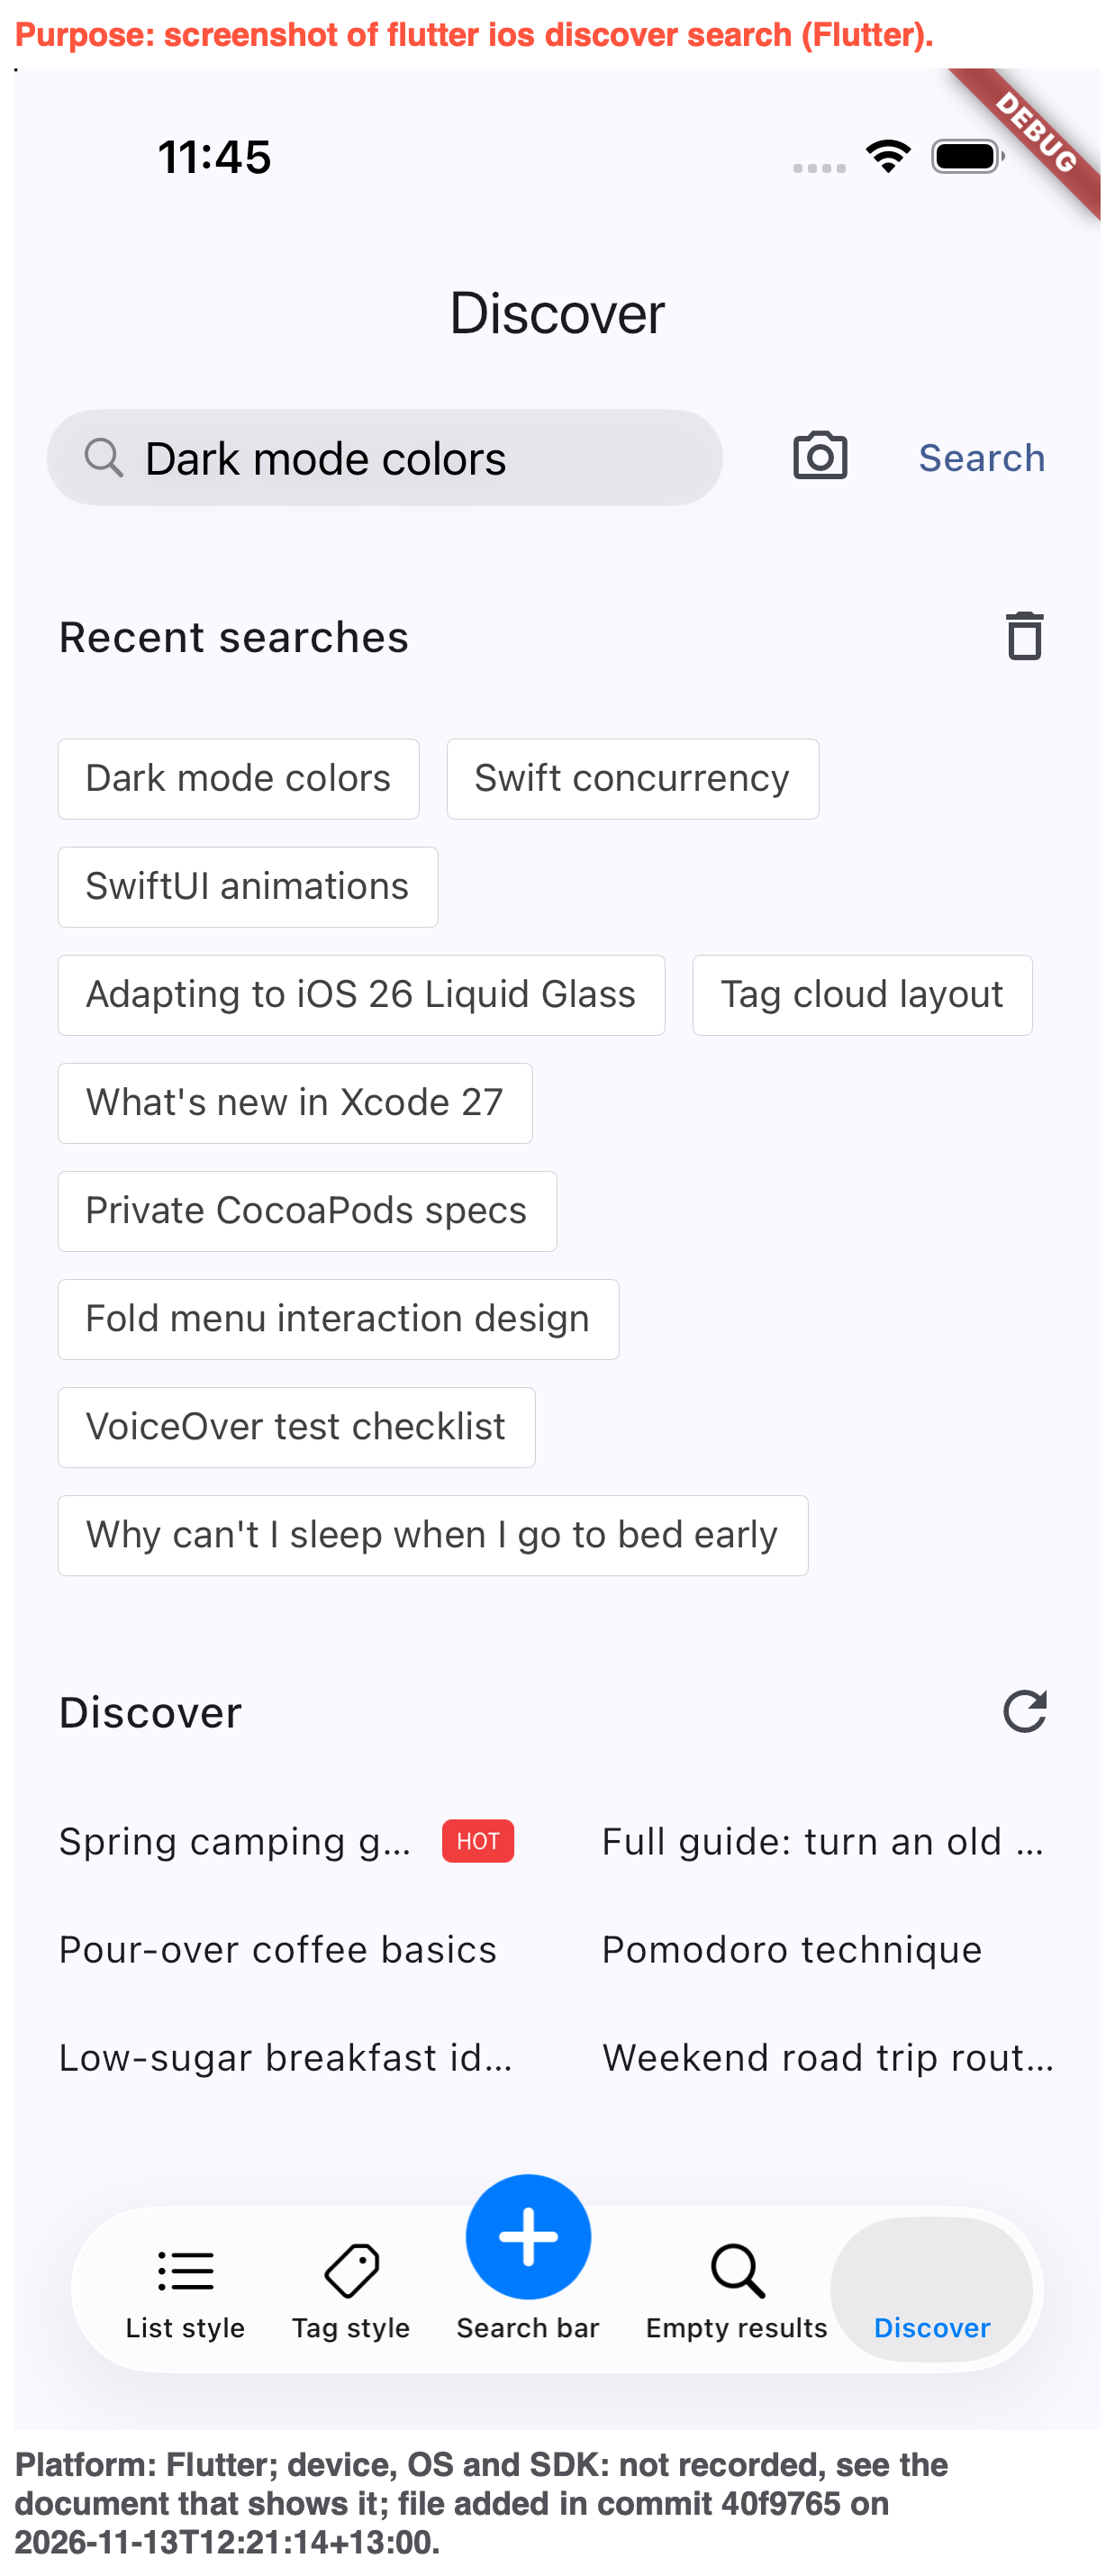 Purpose: screenshot of flutter ios discover search (Flutter).
DEBUG
11:45
Discover
Dark mode colors
Search
Recent searches
Dark mode colors
Swift concurrency
SwiftUI animations
Adapting to iOS 26 Liquid Glass
Tag cloud layout
What's new in Xcode 27
Private CocoaPods specs
Fold menu interaction design
VoiceOver test checklist
Why can't I sleep when I go to bed early
Discover
Spring camping g...
HOT
Full guide: turn an old ...
Pour-over coffee basics
Pomodoro technique
Low-sugar breakfast id...
Weekend road trip rout...
List style
Tag style
Search bar
Empty results
Discover
Platform: Flutter; device, OS and SDK: not recorded, see the
document that shows it; file added in commit 40f9765 on
2026-11-13T12:21:14+13:00.